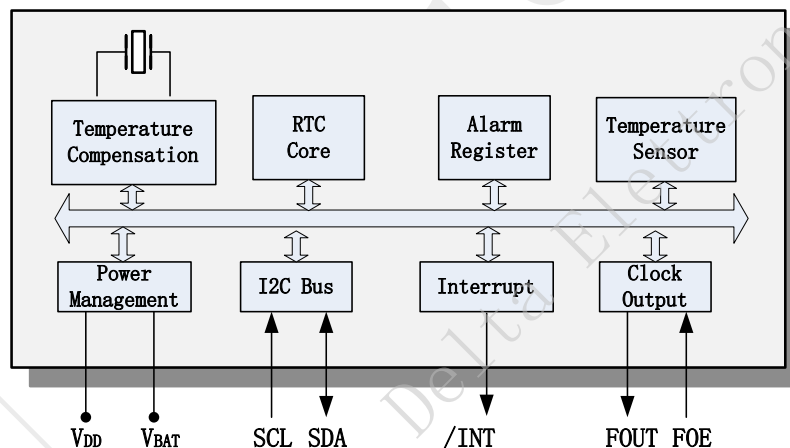 Temperature
Compensation
RTC
Core
Alarm
Register
Temperature
Sensor
Power
Management
I2C Bus
Interrupt
Clock
Output
VDD
VBAT
SCL
SDA
/INT
FOUT
FOE
Delta Elettron